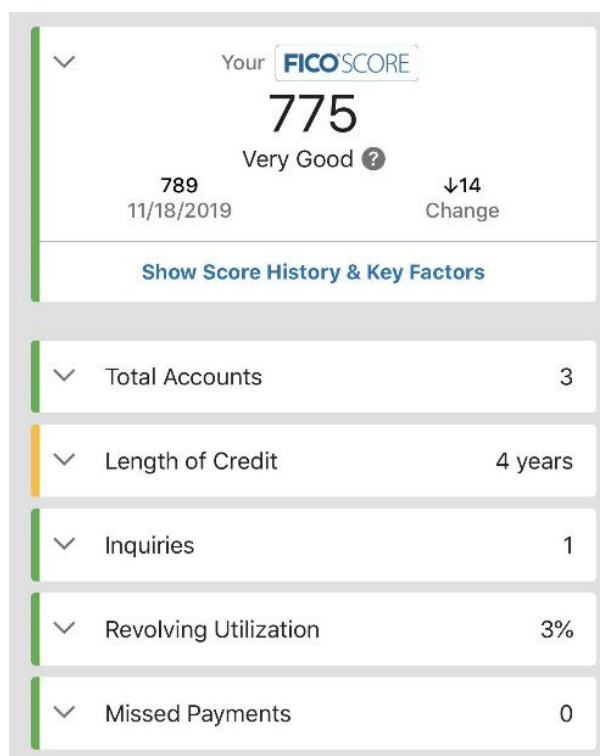 Your FICO SCORE
775
Very Good ?
789 ↓14
11/18/2019 Change
Show Score History & Key Factors
Total Accounts 3
Length of Credit 4 years
Inquiries 1
Revolving Utilization 3%
Missed Payments 0